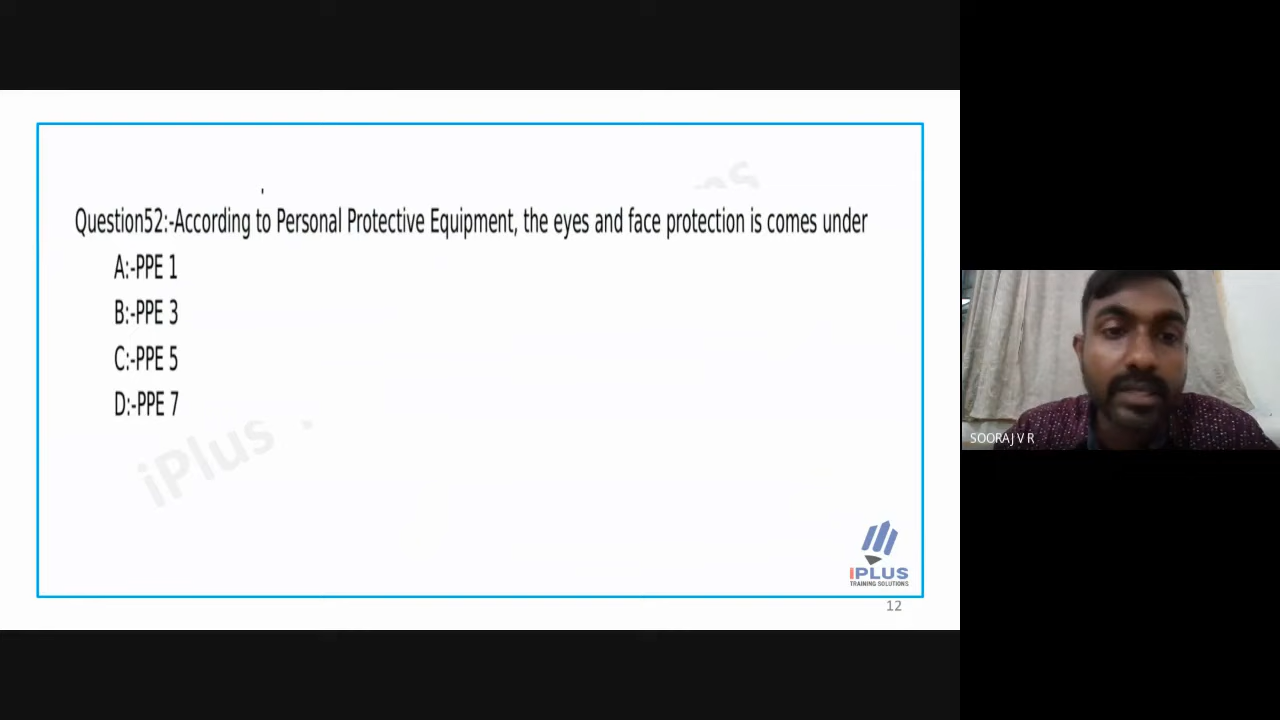 Question52:-According to Personal Protective Equipment, the eyes and face protection is comes under
A:-PPE 1
B:-PPE 3
C:-PPE 5
D:-PPE 7
iPlus
IPLUS
TRAINING SOLUTIONS
12
SOORAJ V R